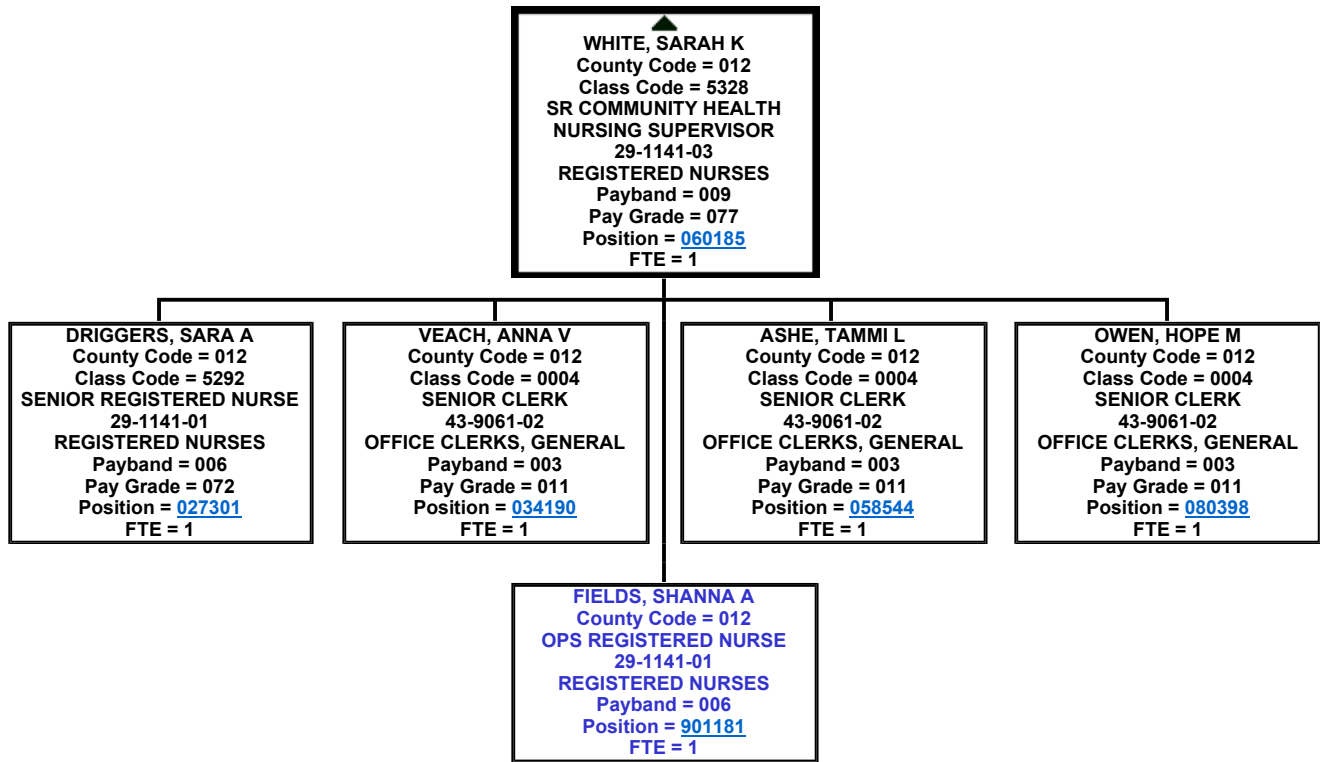 WHITE, SARAH K
County Code = 012
Class Code = 5328
SR COMMUNITY HEALTH
NURSING SUPERVISOR
29-1141-03
REGISTERED NURSES
Payband = 009
Pay Grade = 077
Position = 060185
FTE = 1
DRIGGERS, SARA A
County Code = 012
Class Code = 5292
SENIOR REGISTERED NURSE
29-1141-01
REGISTERED NURSES
Payband = 006
Pay Grade = 072
Position = 027301
FTE = 1
VEACH, ANNA V
County Code = 012
Class Code = 0004
SENIOR CLERK
43-9061-02
OFFICE CLERKS, GENERAL
Payband = 003
Pay Grade = 011
Position = 034190
FTE = 1
ASHE, TAMMI L
County Code = 012
Class Code = 0004
SENIOR CLERK
43-9061-02
OFFICE CLERKS, GENERAL
Payband = 003
Pay Grade = 011
Position = 058544
FTE = 1
OWEN, HOPE M
County Code = 012
Class Code = 0004
SENIOR CLERK
43-9061-02
OFFICE CLERKS, GENERAL
Payband = 003
Pay Grade = 011
Position = 080398
FTE = 1
FIELDS, SHANNA A
County Code = 012
OPS REGISTERED NURSE
29-1141-01
REGISTERED NURSES
Payband = 006
Position = 901181
FTE = 1